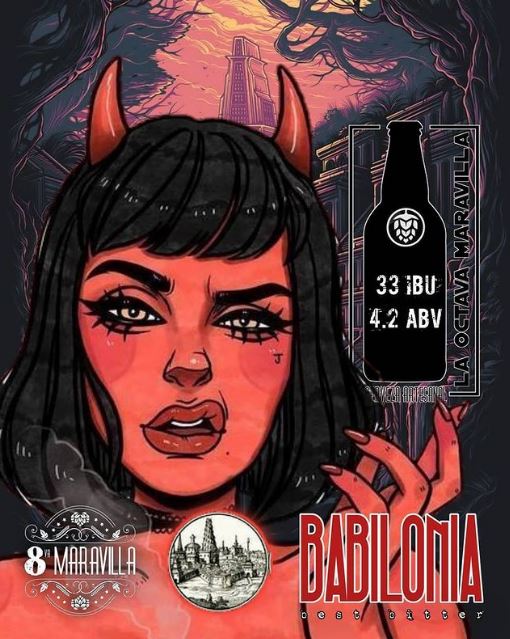 33 IBU
4.2 ABV
LA OCTAVA MARAVILLA
CERVEZA ARTESANAL
8va MARAVILLA
BABILONIA
best bitter